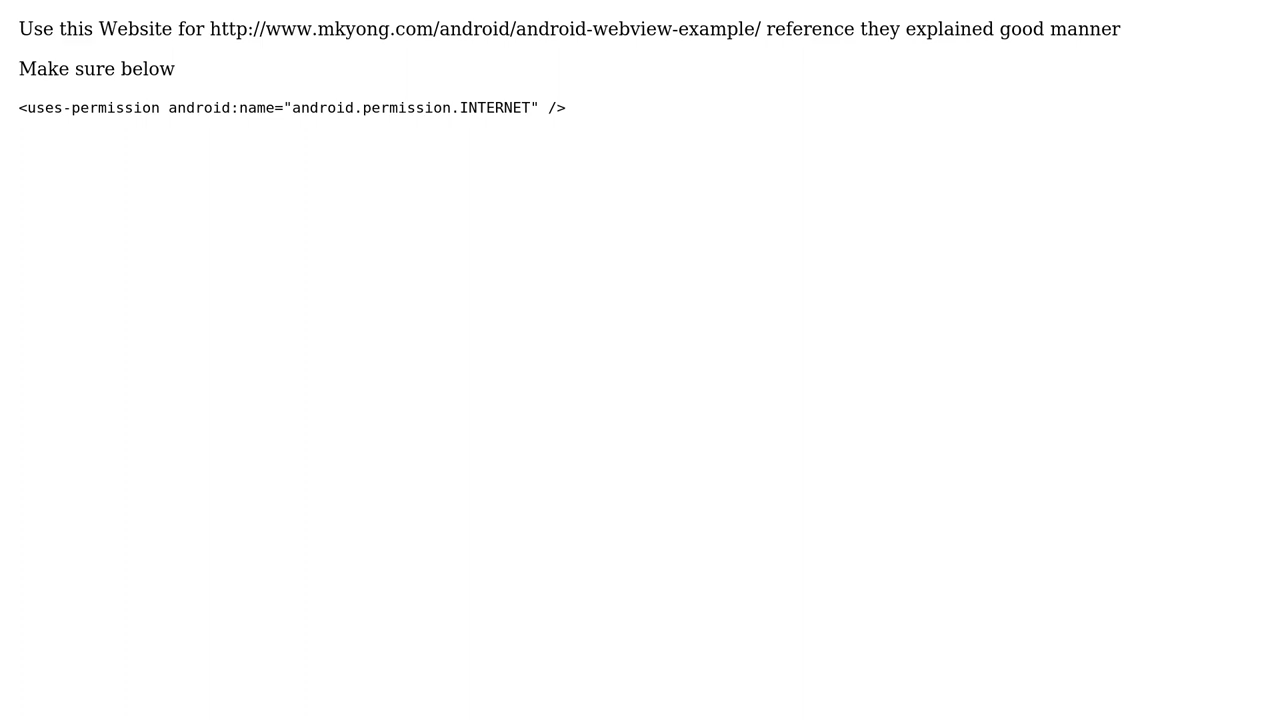 Use this Website for http://www.mkyong.com/android/android-webview-example/ reference they explained good manner
Make sure below
<uses-permission android:name="android.permission.INTERNET" />